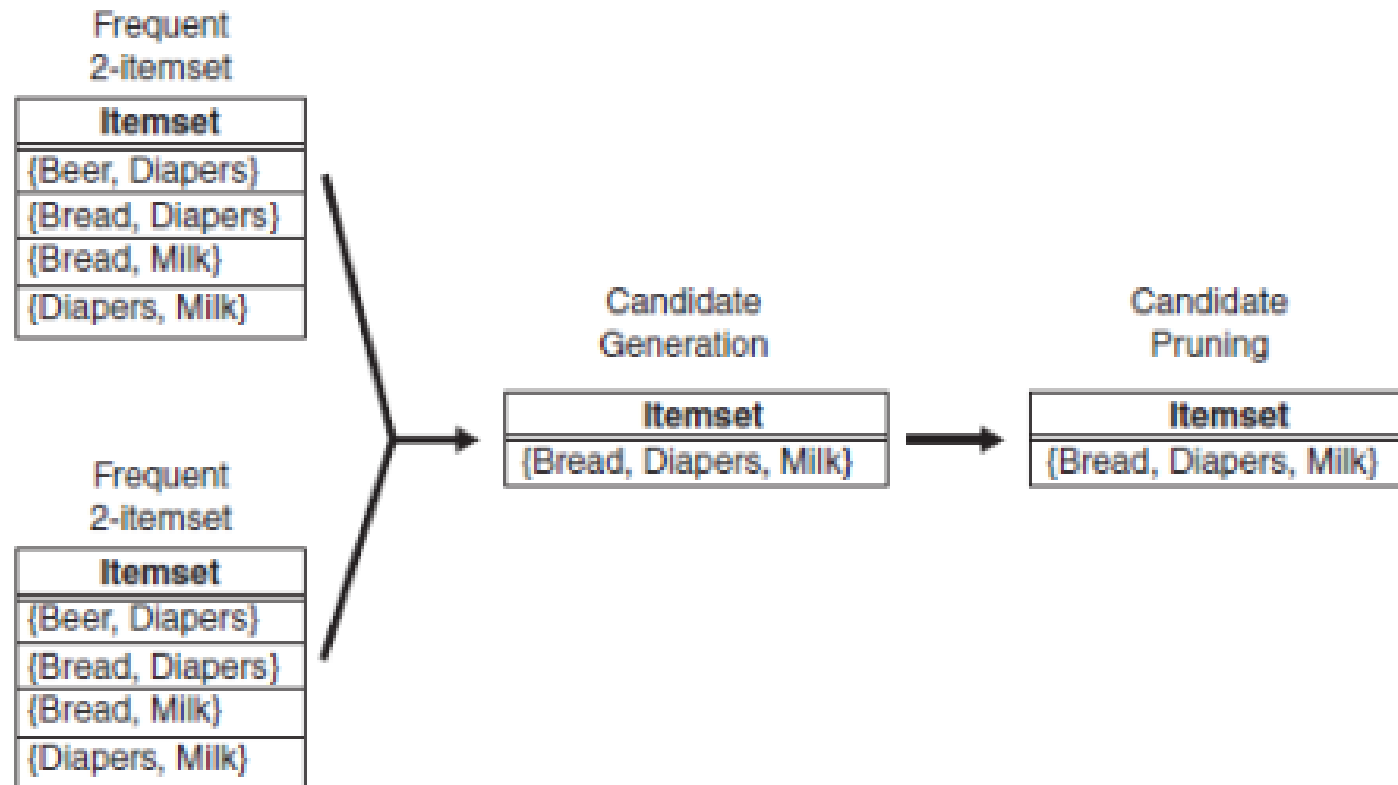 Frequent
2-itemset
Itemset
{Beer, Diapers}
{Bread, Diapers}
{Bread, Milk}
{Diapers, Milk}
Frequent
2-itemset
Itemset
{Beer, Diapers}
{Bread, Diapers}
{Bread, Milk}
{Diapers, Milk}
Candidate
Generation
Itemset
{Bread, Diapers, Milk}
Candidate
Pruning
Itemset
{Bread, Diapers, Milk}